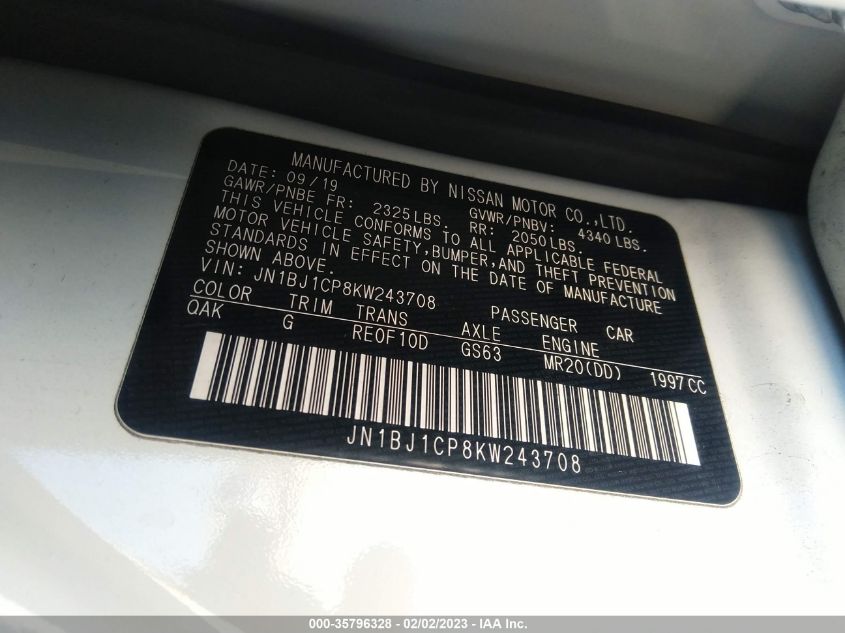 MANUFACTURED BY NISSAN MOTOR CO.,LTD.
DATE: 09/19 GVWR/PNBV: 4340 LBS.
GAWR/PNBE FR: 2325LBS. RR: 2050LBS.
THIS VEHICLE CONFORMS TO ALL APPLICABLE FEDERAL
MOTOR VEHICLE SAFETY,BUMPER,AND THEFT PREVENTION
STANDARDS IN EFFECT ON THE DATE OF MANUFACTURE
SHOWN ABOVE.
VIN: JN1BJ1CP8KW243708 PASSENGER CAR
COLOR TRIM TRANS AXLE ENGINE
QAK G RE0F10D GS63 MR20(DD) 1997CC
JN1BJ1CP8KW243708
000-35796328 - 02/02/2023 - IAA Inc.